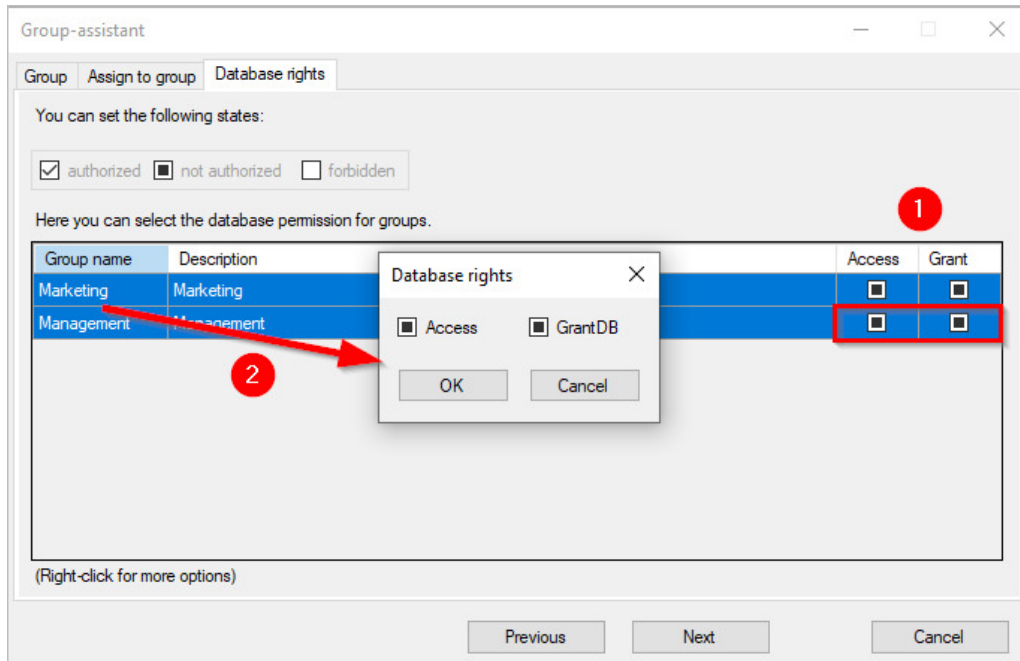 Group-assistant
Group Assign to group Database rights
You can set the following states:
authorized not authorized forbidden
Here you can select the database permission for groups.
1
Group name Description Access Grant
Marketing Marketing
Management Management
Database rights
Access GrantDB
OK Cancel
2
(Right-click for more options)
Previous Next Cancel